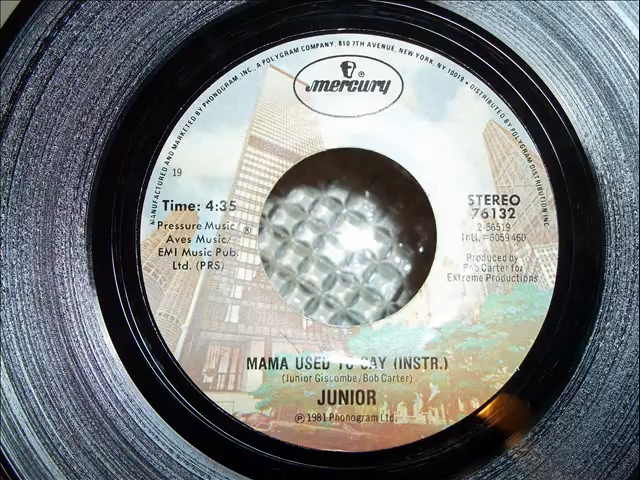 MANUFACTURED AND MARKETED BY PHONOGRAM, INC., A POLYGRAM COMPANY, 810 7TH AVENUE, NEW YORK, NY 10019 • DISTRIBUTED BY POLYGRAM DISTRIBUTION INC.
mercury ®
19
Time: 4:35
Pressure Music/
Aves Music/
EMI Music Pub.
Ltd. (PRS)
Ⓢ
STEREO
76132
2-56519
Intl. 6059460
Produced by
Bob Carter for
Extreme Productions
MAMA USED TO SAY (INSTR.)
(Junior Giscombe/Bob Carter)
JUNIOR
℗ 1981 Phonogram Ltd.